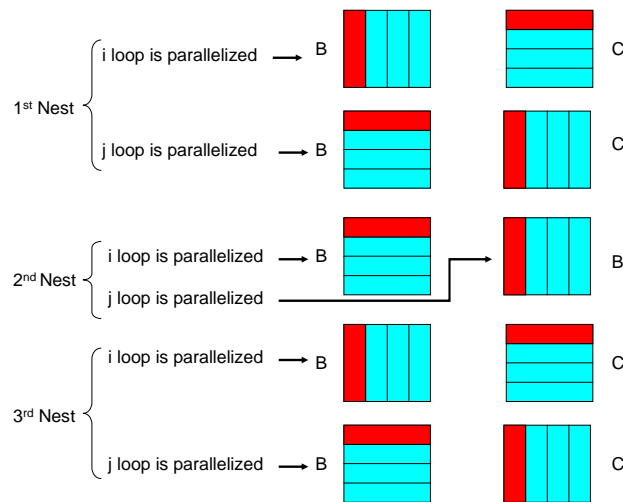 i loop is parallelized B C
1st Nest
j loop is parallelized B C
i loop is parallelized B B
2nd Nest
j loop is parallelized
i loop is parallelized B C
3rd Nest
j loop is parallelized B C